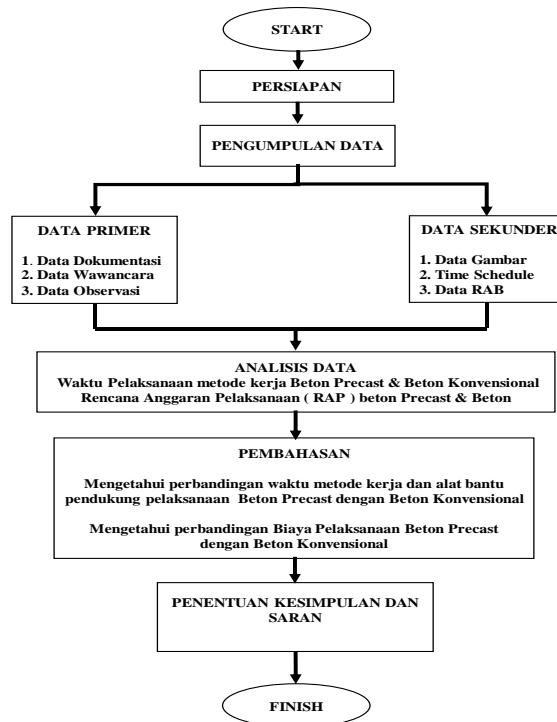 START
PERSIAPAN
PENGUMPULAN DATA
DATA PRIMER
1. Data Dokumentasi
2. Data Wawancara
3. Data Observasi
DATA SEKUNDER
1. Data Gambar
2. Time Schedule
3. Data RAB
ANALISIS DATA
Waktu Pelaksanaan metode kerja Beton Precast & Beton Konvensional
Rencana Anggaran Pelaksanaan ( RAP ) beton Precast & Beton
PEMBAHASAN
Mengetahui perbandingan waktu metode kerja dan alat bantu
pendukung pelaksanaan Beton Precast dengan Beton Konvensional
Mengetahui perbandingan Biaya Pelaksanaan Beton Precast
dengan Beton Konvensional
PENENTUAN KESIMPULAN DAN
SARAN
FINISH